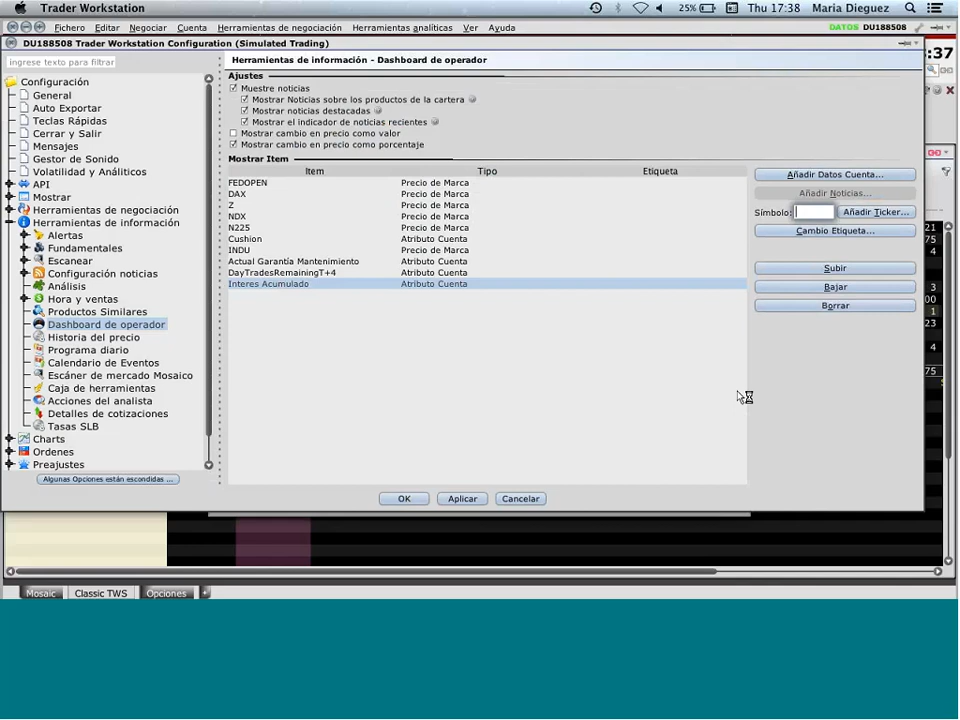 Trader Workstation
25%
Thu 17:38
Maria Dieguez
Fichero Editar Negociar Cuenta Herramientas de negociación Herramientas analíticas Ver Ayuda
DATOS DU188508
DU188508 Trader Workstation Configuration (Simulated Trading)
:37
ingrese texto para filtrar
Configuración
General
Auto Exportar
Teclas Rápidas
Cerrar y Salir
Mensajes
Gestor de Sonido
Volatilidad y Análiticos
API
Mostrar
Herramientas de negociación
Herramientas de información
Alertas
Fundamentales
Escanear
Configuración noticias
Análisis
Hora y ventas
Productos Similares
Dashboard de operador
Historia del precio
Programa diario
Calendario de Eventos
Escáner de mercado Mosaico
Caja de herramientas
Acciones del analista
Detalles de cotizaciones
Tasas SLB
Charts
Ordenes
Preajustes
Algunas Opciones están escondidas ...
Herramientas de información - Dashboard de operador
Ajustes
Muestre noticias
Mostrar Noticias sobre los productos de la cartera
Mostrar noticias destacadas
Mostrar el indicador de noticias recientes
Mostrar cambio en precio como valor
Mostrar cambio en precio como porcentaje
Mostrar Item
Item Tipo Etiqueta
FEDOPEN Precio de Marca
DAX Precio de Marca
Z Precio de Marca
NDX Precio de Marca
N225 Precio de Marca
Cushion Atributo Cuenta
INDU Precio de Marca
Actual Garantía Mantenimiento Atributo Cuenta
DayTradesRemainingT+4 Atributo Cuenta
Interes Acumulado Atributo Cuenta
Añadir Datos Cuenta...
Añadir Noticias...
Símbolo: Añadir Ticker...
Cambio Etiqueta...
Subir
Bajar
Borrar
OK Aplicar Cancelar
21
75
3
00
1
23
4
75
Mosaic Classic TWS Opciones +